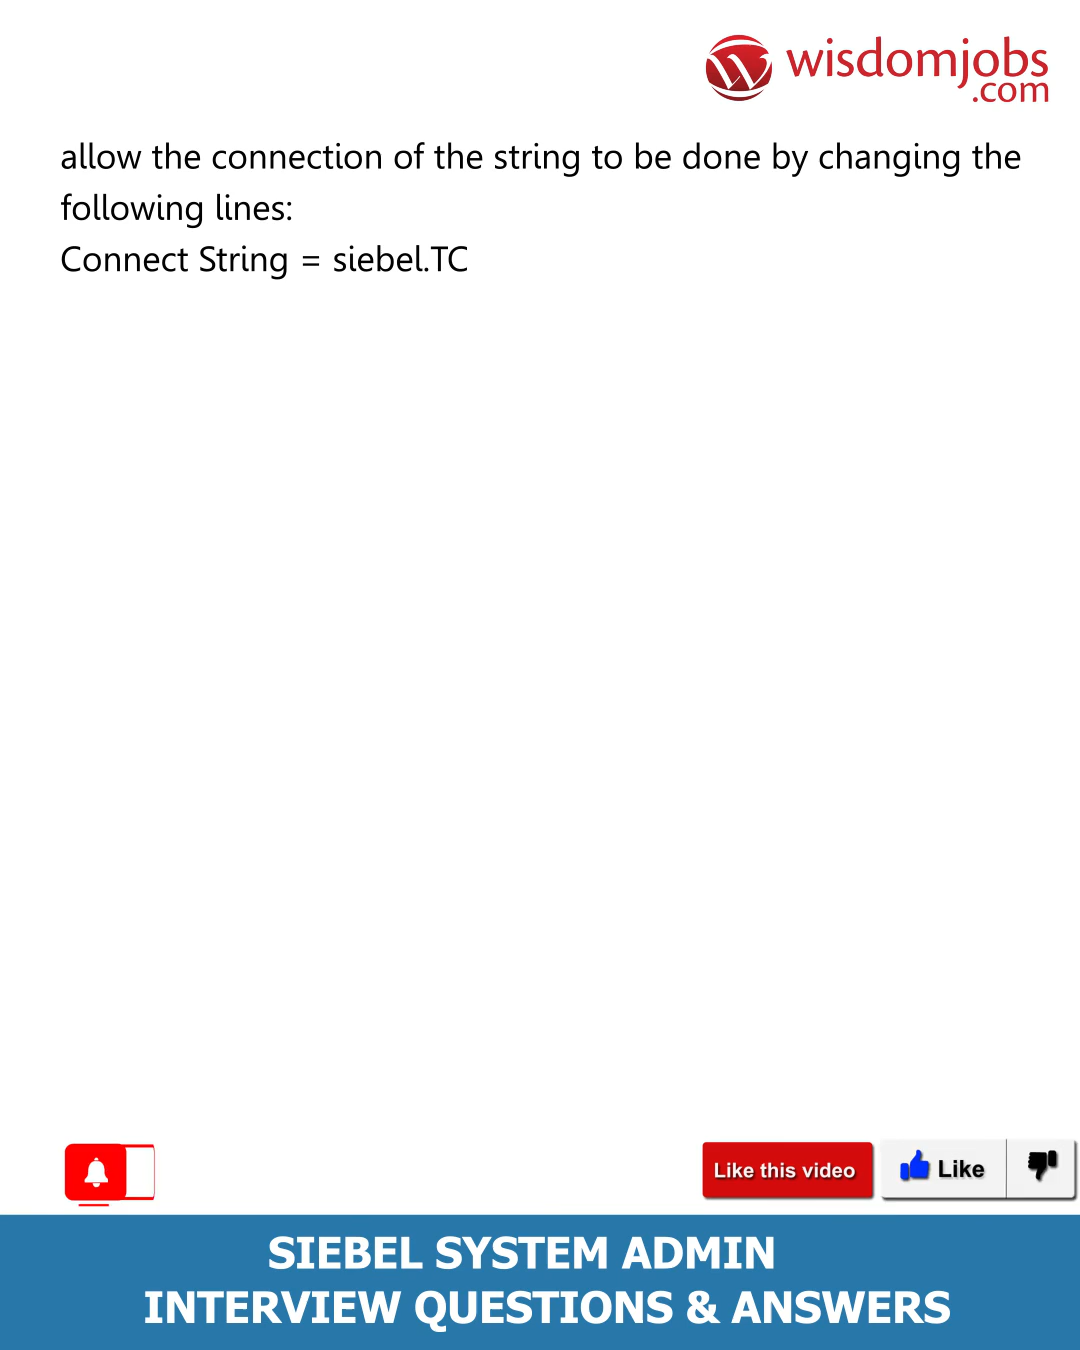 wisdomjobs
.com
allow the connection of the string to be done by changing the
following lines:
Connect String = siebel.TC
Like this video
Like
SIEBEL SYSTEM ADMIN
INTERVIEW QUESTIONS & ANSWERS